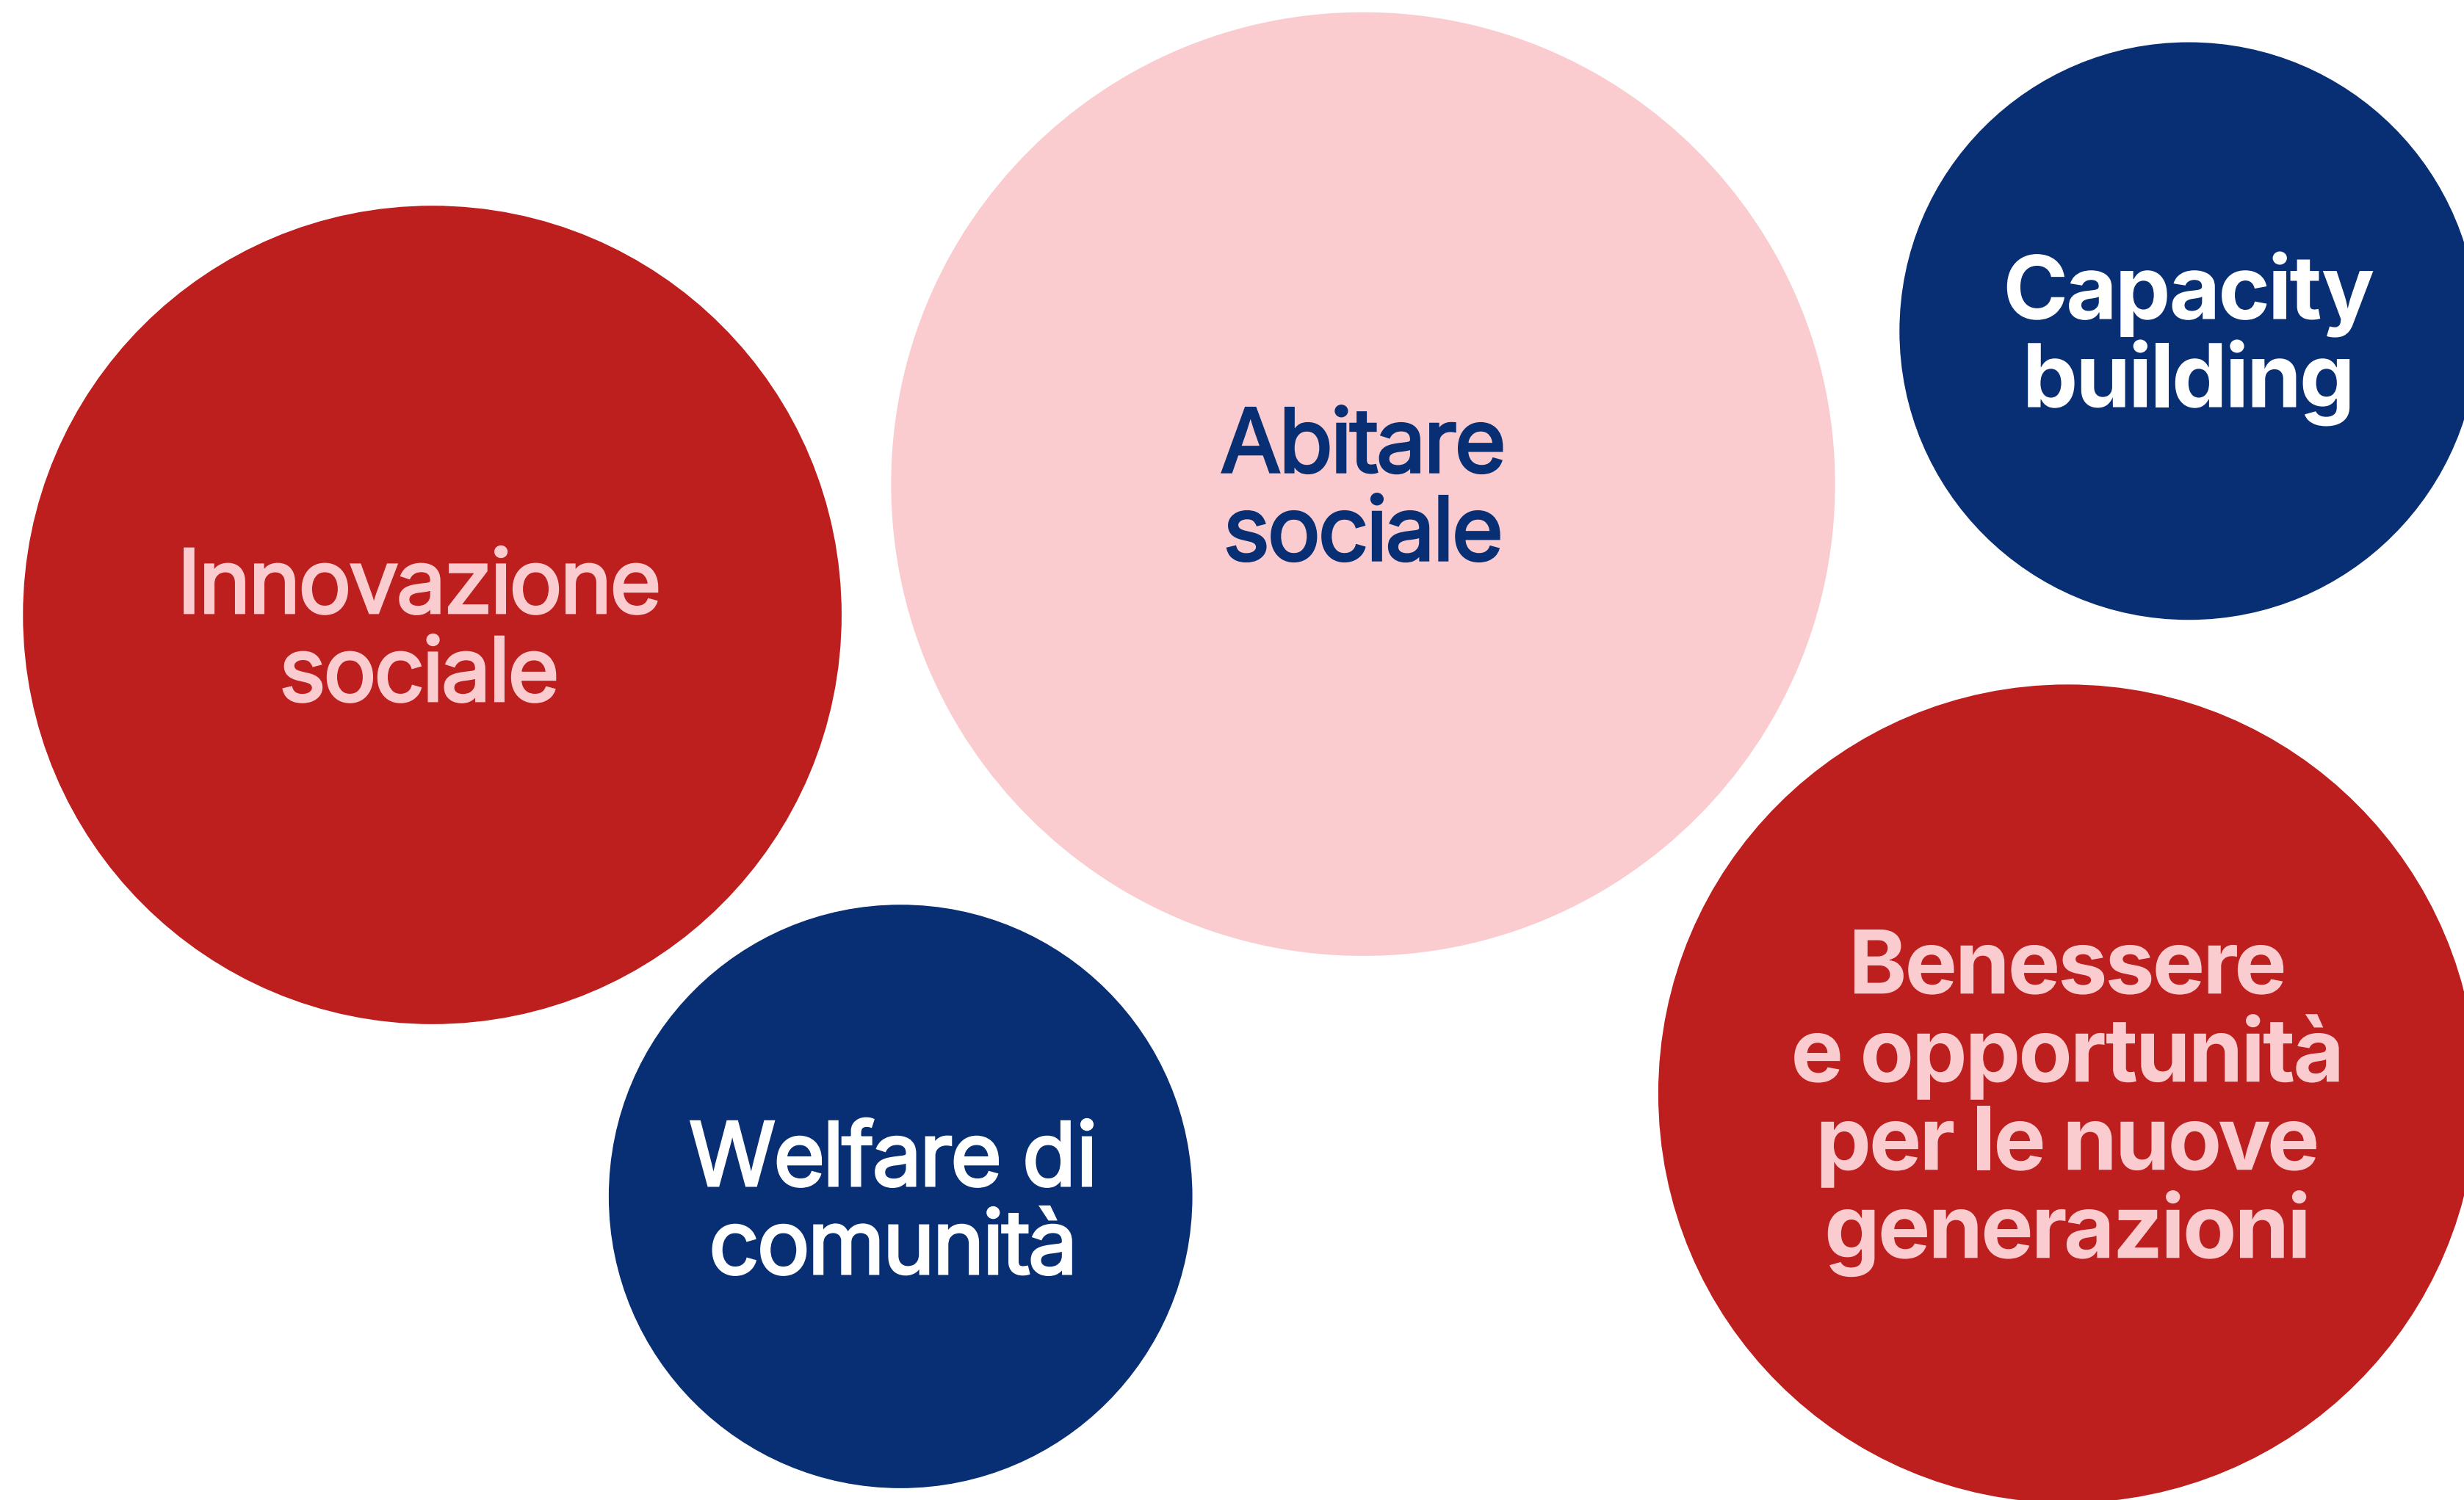 Innovazione
sociale
Abitare
sociale
Capacity
building
Welfare di
comunità
Benessere
e opportunità
per le nuove
generazioni